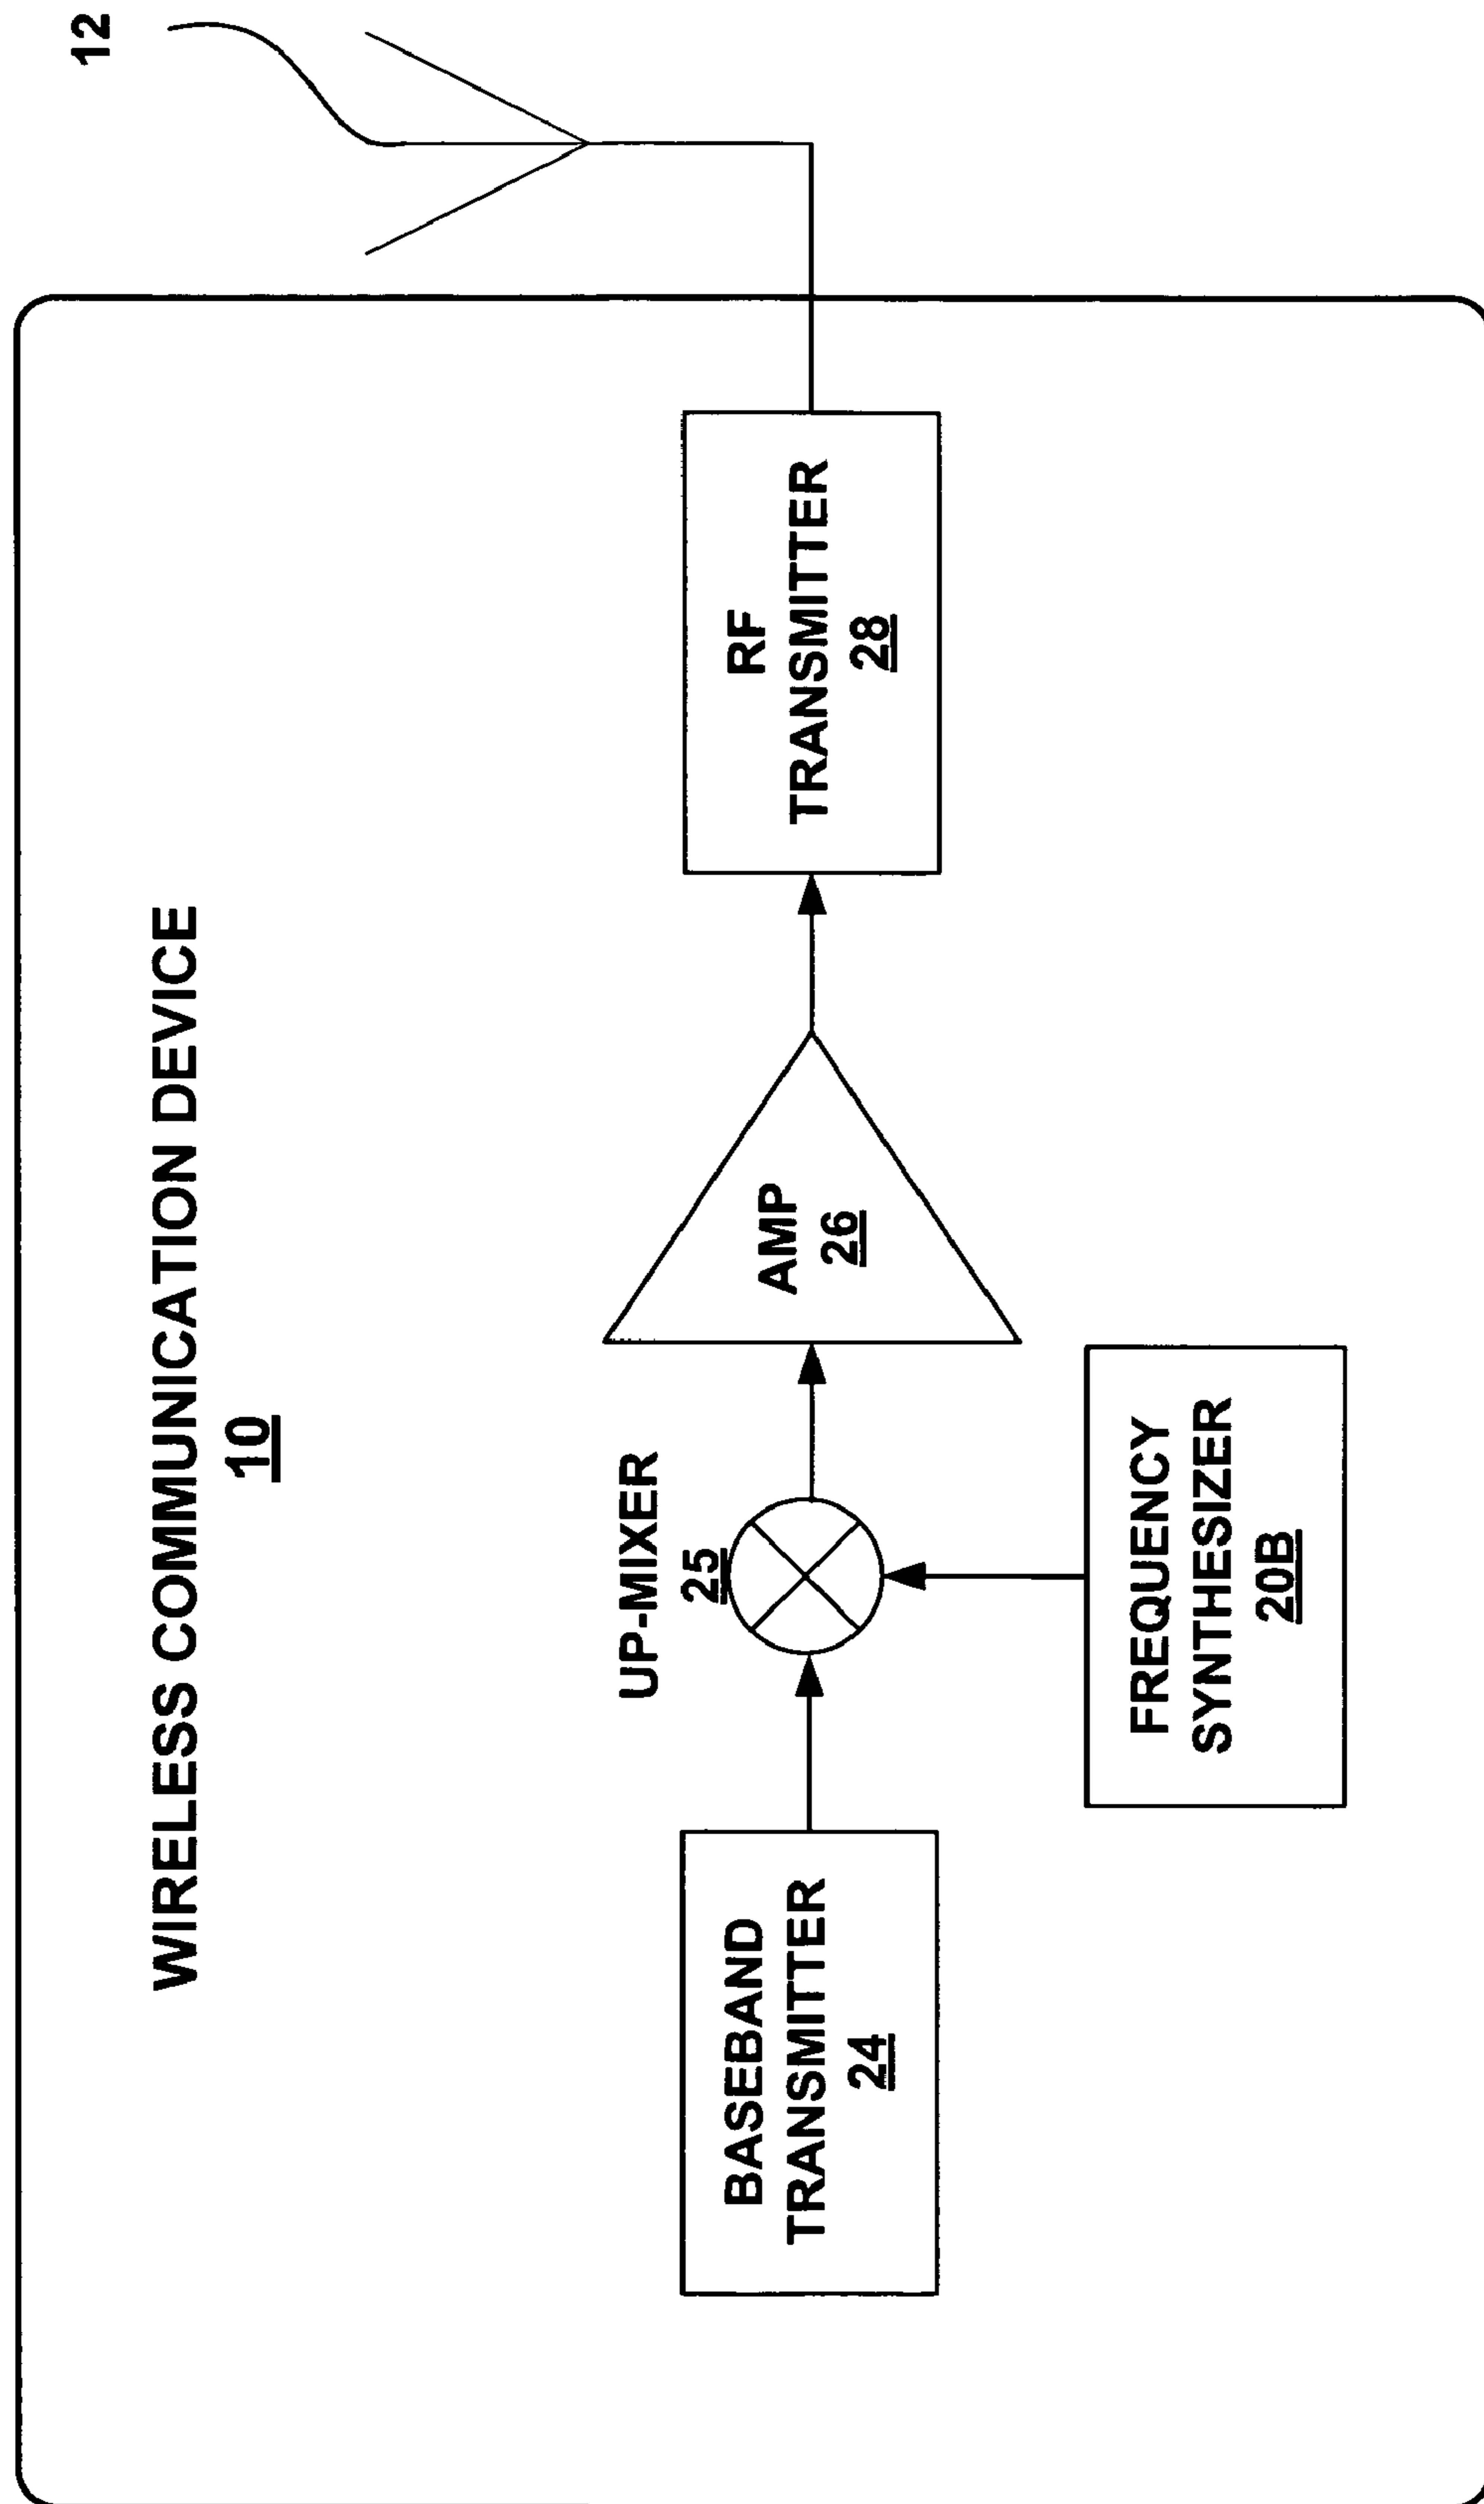 WIRELESS COMMUNICATION DEVICE
10
12
BASEBAND
TRANSMITTER
24
UP-MIXER
25
FREQUENCY
SYNTHESIZER
20B
AMP
26
RF
TRANSMITTER
28